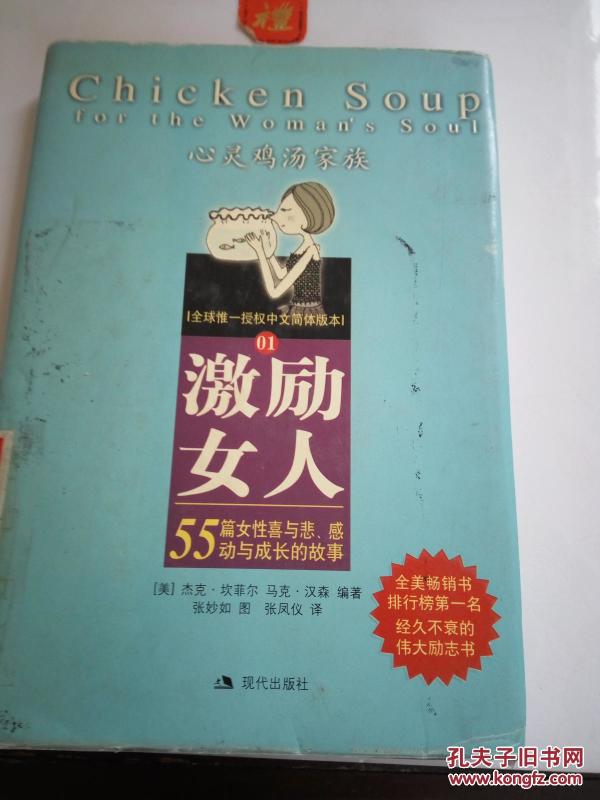 禮
Chicken Soup
for the Woman's Soul
心灵鸡汤家族
全球惟一授权中文简体版本
01
激励
女人
55篇女性喜与悲、感
动与成长的故事
[美] 杰克·坎菲尔 马克·汉森 编著
张妙如 图 张凤仪 译
全美畅销书
排行榜第一名
经久不衰的
伟大励志书
现代出版社
孔夫子旧书网
www.kongfz.com